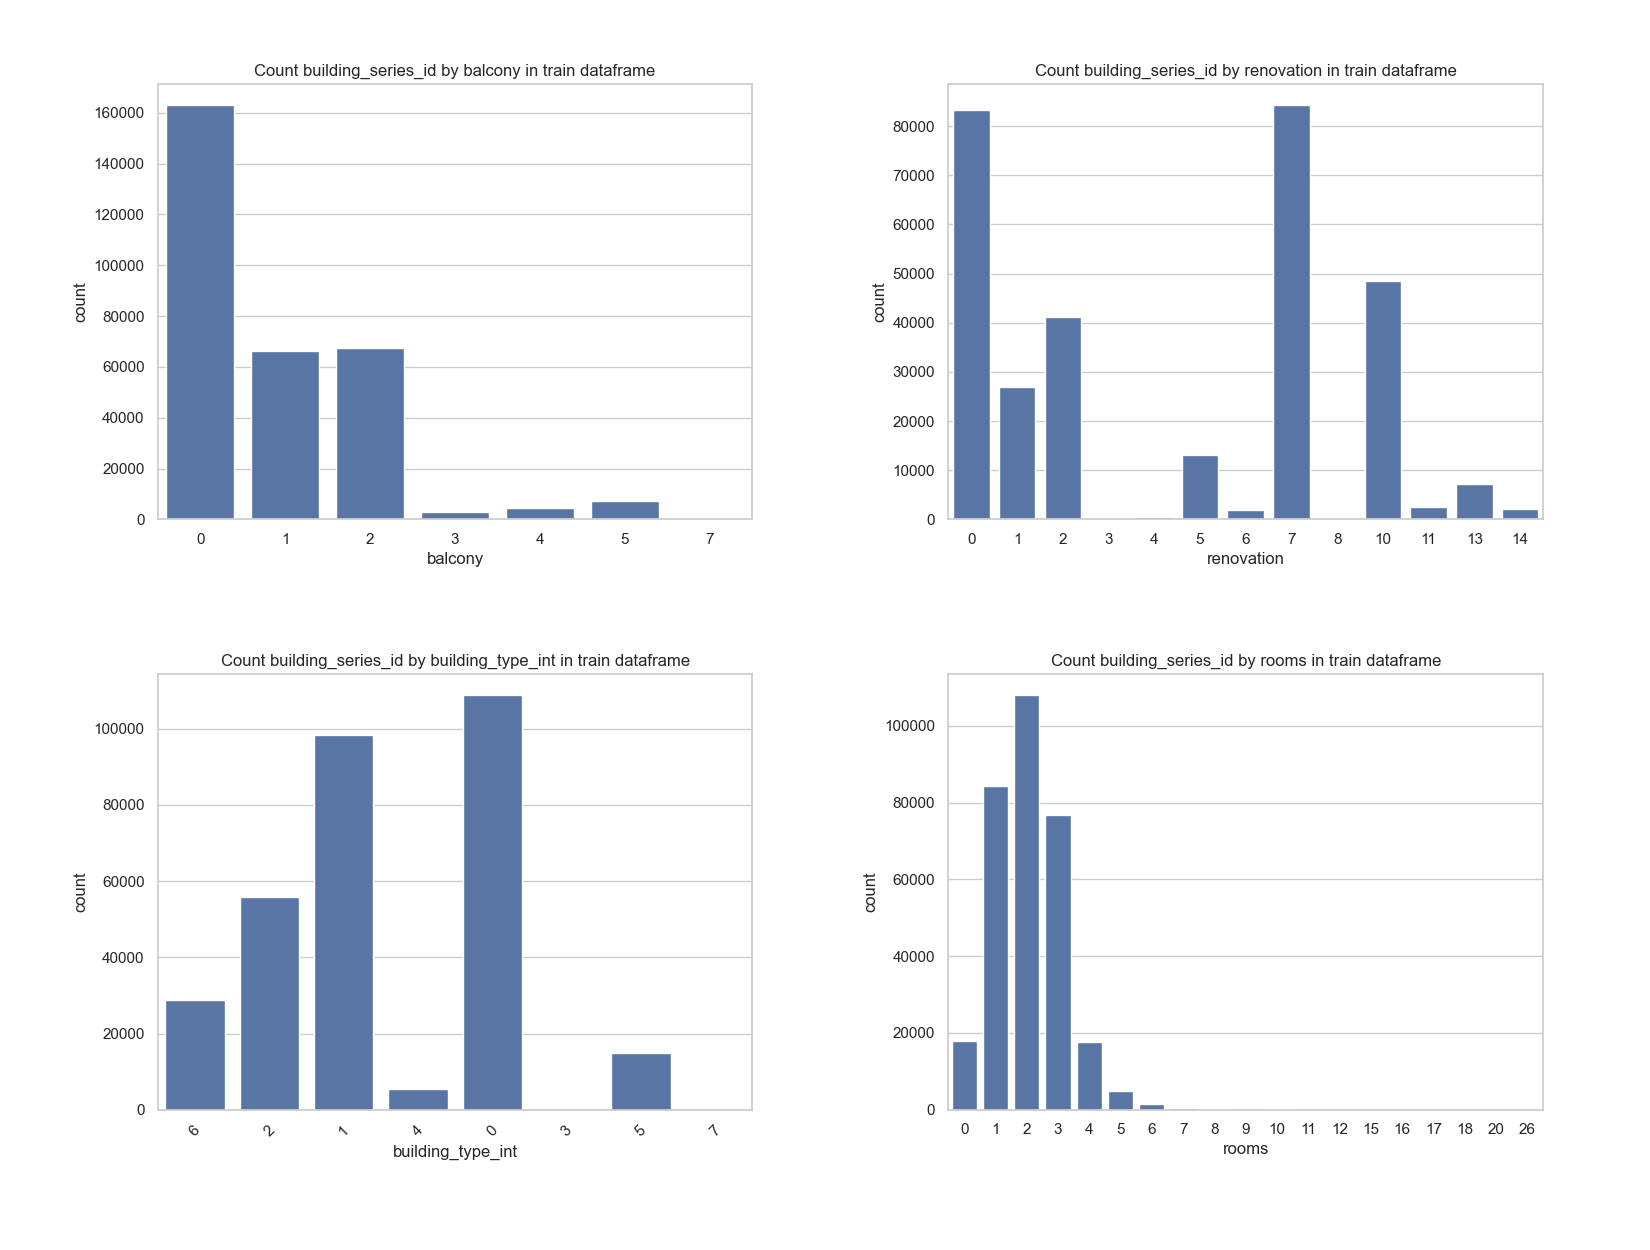 Count building_series_id by balcony in train dataframe
160000
140000
120000
100000
80000
60000
40000
20000
0
count
0 1 2 3 4 5 7
balcony
Count building_series_id by renovation in train dataframe
80000
70000
60000
50000
40000
30000
20000
10000
0
count
0 1 2 3 4 5 6 7 8 10 11 13 14
renovation
Count building_series_id by building_type_int in train dataframe
100000
80000
60000
40000
20000
0
count
6 2 1 4 0 3 5 7
building_type_int
Count building_series_id by rooms in train dataframe
100000
80000
60000
40000
20000
0
count
0 1 2 3 4 5 6 7 8 9 10 11 12 15 16 17 18 20 26
rooms